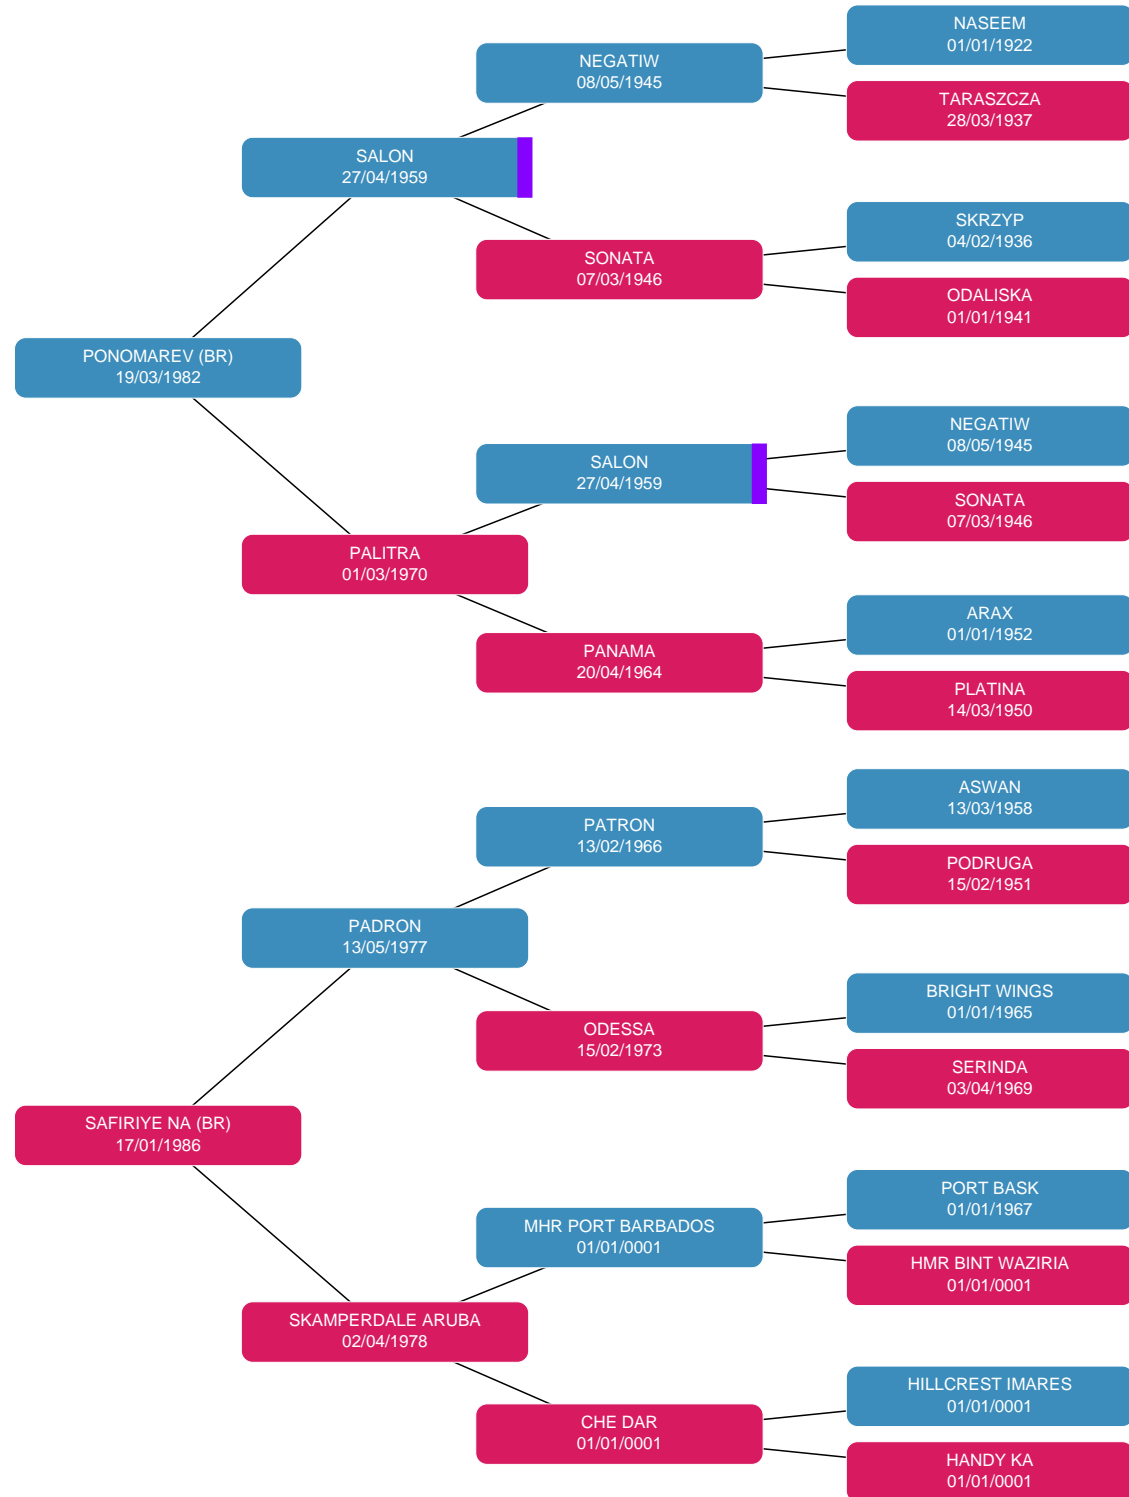 NASEEM
01/01/1922
NEGATIW
08/05/1945
TARASZCZA
28/03/1937
SALON
27/04/1959
SKRZYP
04/02/1936
SONATA
07/03/1946
ODALISKA
01/01/1941
PONOMAREV (BR)
19/03/1982
NEGATIW
08/05/1945
SALON
27/04/1959
SONATA
07/03/1946
PALITRA
01/03/1970
ARAX
01/01/1952
PANAMA
20/04/1964
PLATINA
14/03/1950
ASWAN
13/03/1958
PATRON
13/02/1966
PODRUGA
15/02/1951
PADRON
13/05/1977
BRIGHT WINGS
01/01/1965
ODESSA
15/02/1973
SERINDA
03/04/1969
SAFIRIYE NA (BR)
17/01/1986
PORT BASK
01/01/1967
MHR PORT BARBADOS
01/01/0001
HMR BINT WAZIRIA
01/01/0001
SKAMPERDALE ARUBA
02/04/1978
HILLCREST IMARES
01/01/0001
CHE DAR
01/01/0001
HANDY KA
01/01/0001